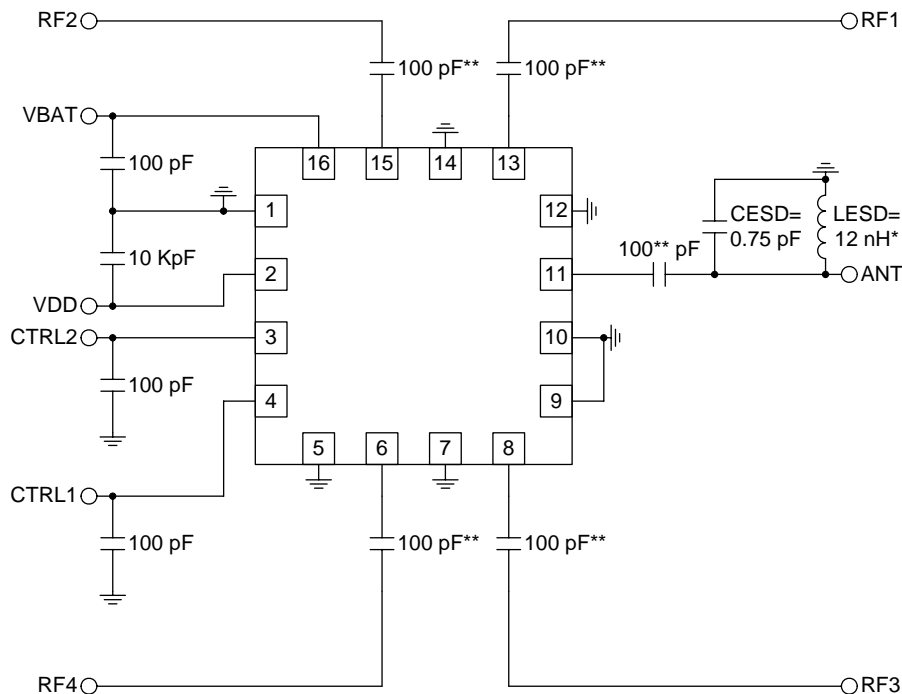 RF2
RF1
100 pF**
100 pF**
VBAT
16
15
14
13
100 pF
1
12
CESD=
0.75 pF
LESD=
12 nH*
10 KpF
2
11
100** pF
ANT
VDD
CTRL2
3
10
100 pF
4
9
5
6
7
8
CTRL1
100 pF
100 pF**
100 pF**
RF4
RF3